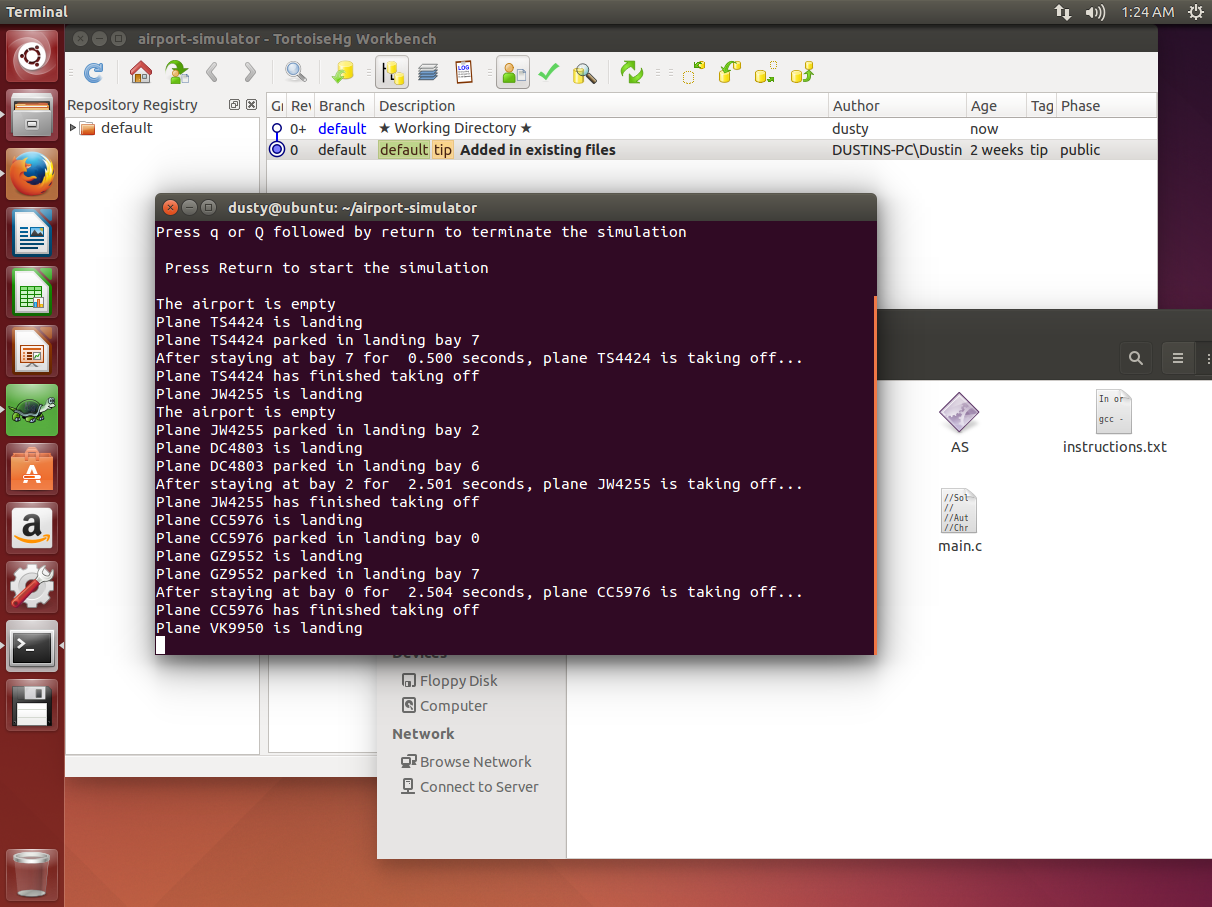 Terminal
1:24 AM
airport-simulator - TortoiseHg Workbench
LOG
Repository Registry
default
Gr Rev Branch Description Author Age Tag Phase
0+ default ★ Working Directory ★ dusty now
0 default default tip Added in existing files DUSTINS-PC\Dustin 2 weeks tip public
dusty@ubuntu: ~/airport-simulator
Press q or Q followed by return to terminate the simulation
Press Return to start the simulation
The airport is empty
Plane TS4424 is landing
Plane TS4424 parked in landing bay 7
After staying at bay 7 for  0.500 seconds, plane TS4424 is taking off...
Plane TS4424 has finished taking off
Plane JW4255 is landing
The airport is empty
Plane JW4255 parked in landing bay 2
Plane DC4803 is landing
Plane DC4803 parked in landing bay 6
After staying at bay 2 for  2.501 seconds, plane JW4255 is taking off...
Plane JW4255 has finished taking off
Plane CC5976 is landing
Plane CC5976 parked in landing bay 0
Plane GZ9552 is landing
Plane GZ9552 parked in landing bay 7
After staying at bay 0 for  2.504 seconds, plane CC5976 is taking off...
Plane CC5976 has finished taking off
Plane VK9950 is landing
In or
gcc -
AS
instructions.txt
//Sol
//
//Aut
//Chr
main.c
Devices
Floppy Disk
Computer
Network
Browse Network
Connect to Server